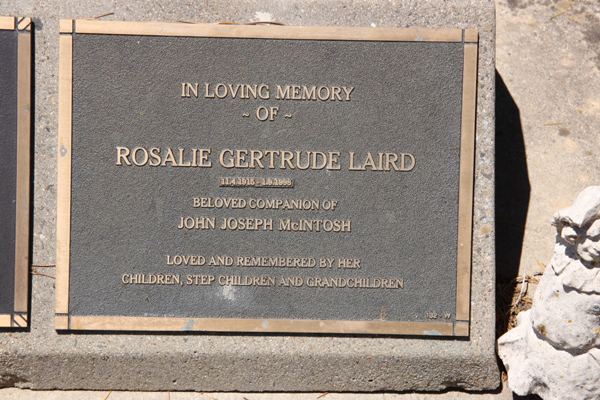 IN LOVING MEMORY
~ OF ~
ROSALIE GERTRUDE LAIRD
BELOVED COMPANION OF
JOHN JOSEPH McINTOSH
LOVED AND REMEMBERED BY HER
CHILDREN, STEP CHILDREN AND GRANDCHILDREN